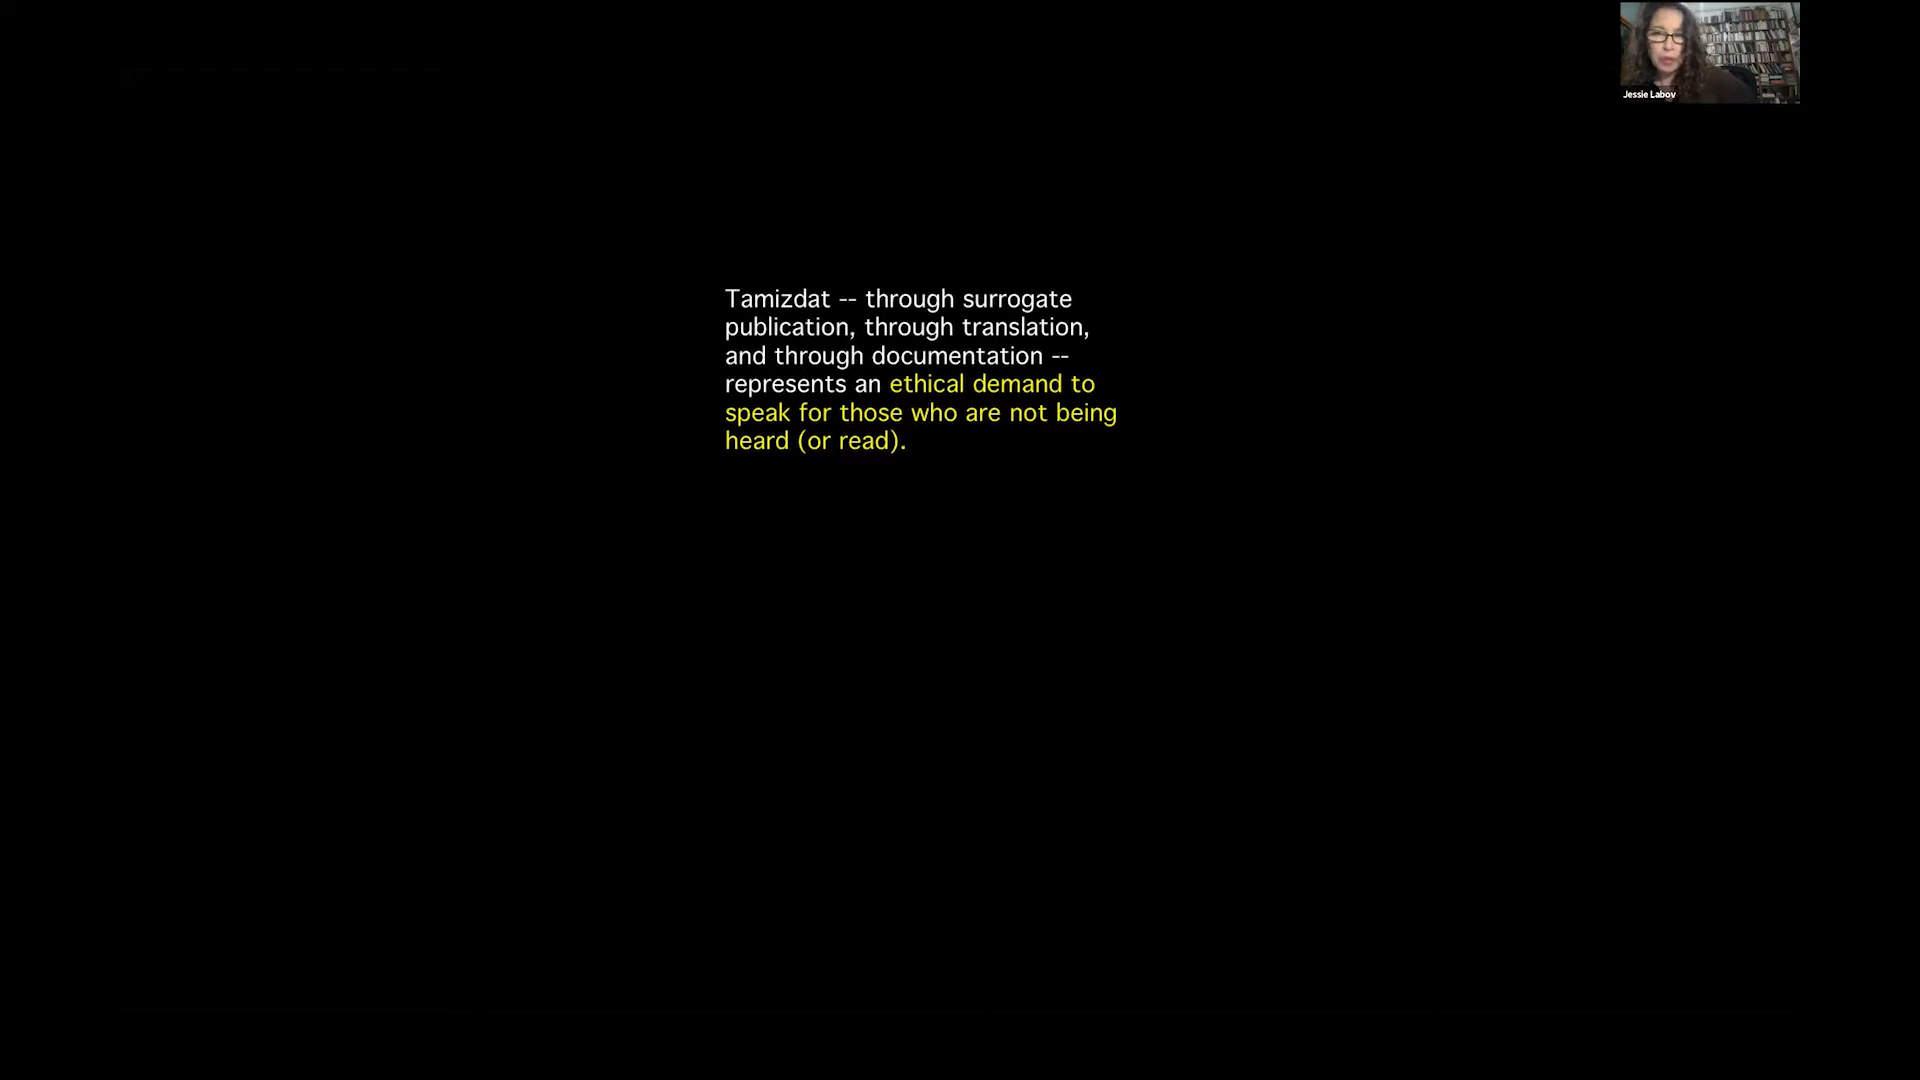 Jessie Labov
Tamizdat -- through surrogate
publication, through translation,
and through documentation --
represents an ethical demand to
speak for those who are not being
heard (or read).